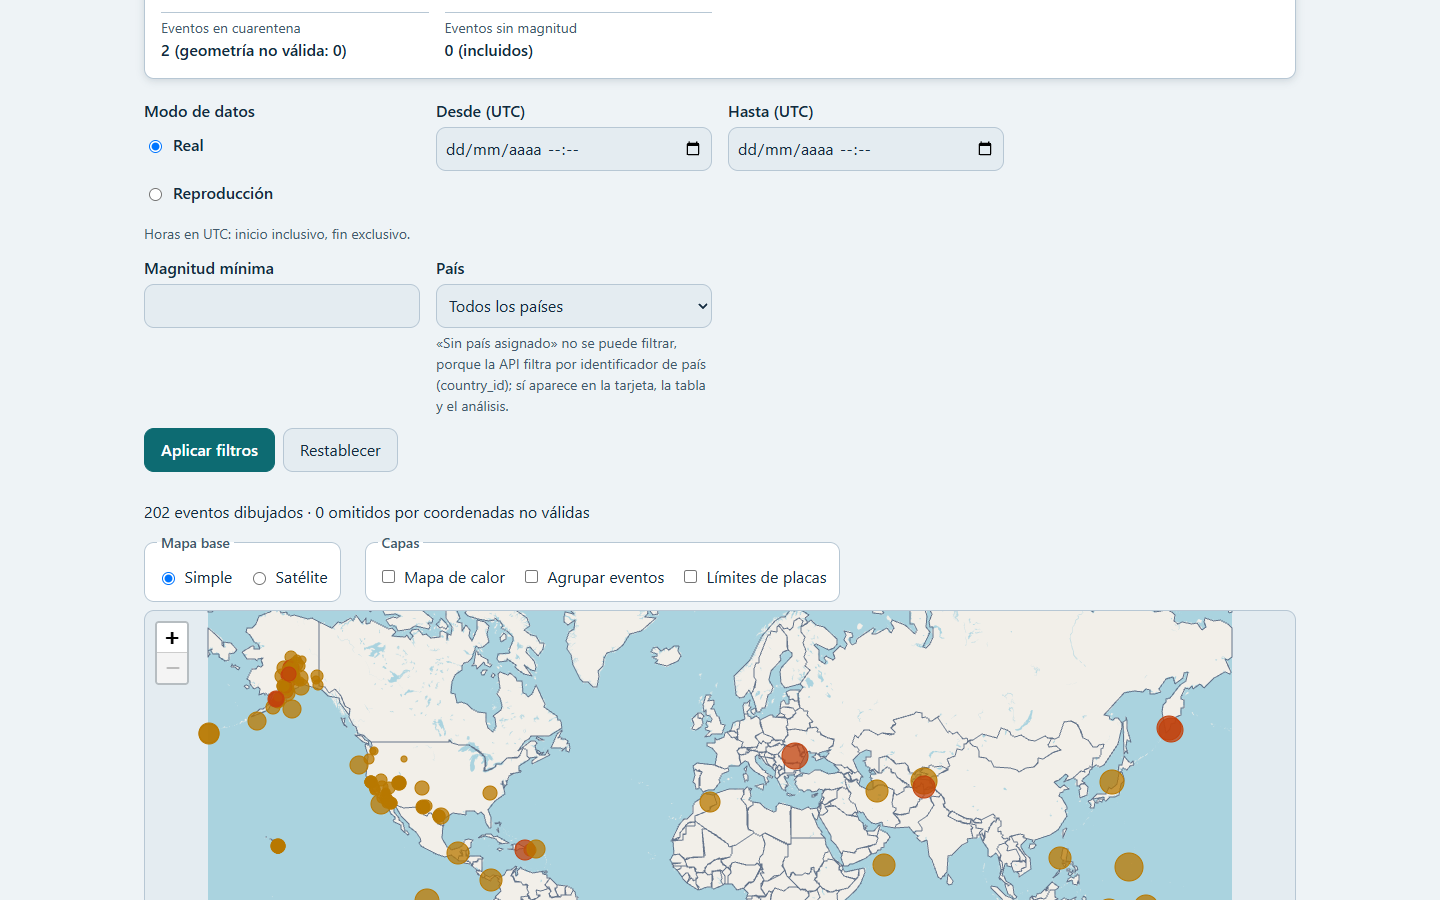 Eventos en cuarentena
2 (geometría no válida: 0)
Eventos sin magnitud
0 (incluidos)
Modo de datos
Real
Reproducción
Desde (UTC)
dd/mm/aaaa --:--
Hasta (UTC)
dd/mm/aaaa --:--
Horas en UTC: inicio inclusivo, fin exclusivo.
Magnitud mínima
País
Todos los países
«Sin país asignado» no se puede filtrar,
porque la API filtra por identificador de país
(country_id); sí aparece en la tarjeta, la tabla
y el análisis.
Aplicar filtros
Restablecer
202 eventos dibujados · 0 omitidos por coordenadas no válidas
Mapa base
Simple
Satélite
Capas
Mapa de calor
Agrupar eventos
Límites de placas
+
−